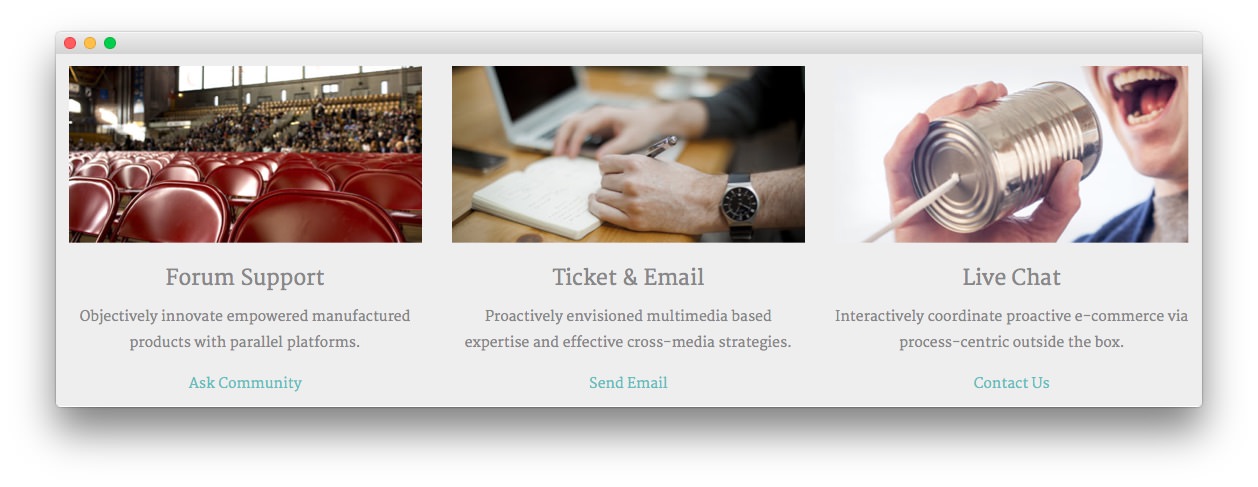 Forum Support
Objectively innovate empowered manufactured
products with parallel platforms.
Ask Community
Ticket & Email
Proactively envisioned multimedia based
expertise and effective cross-media strategies.
Send Email
Live Chat
Interactively coordinate proactive e-commerce via
process-centric outside the box.
Contact Us